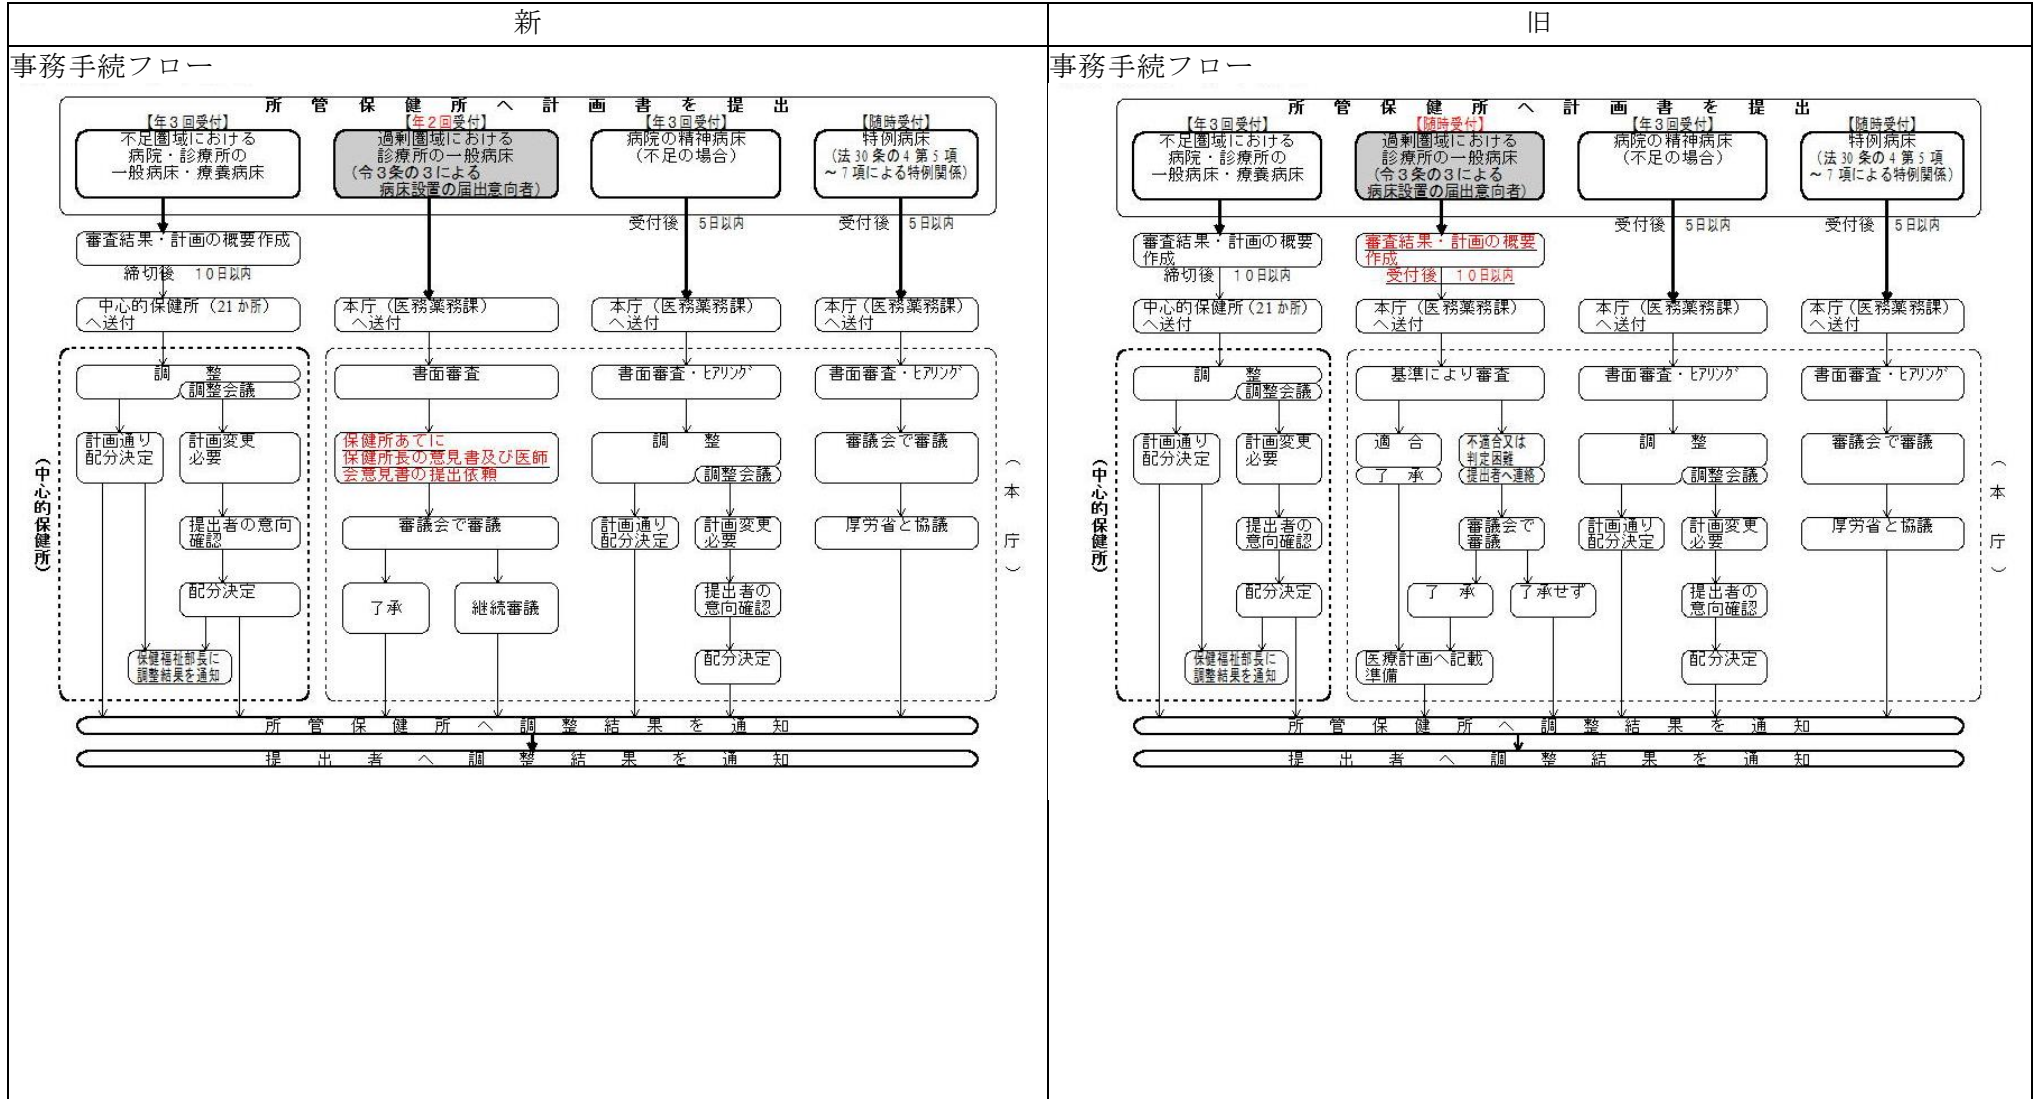 新
事務手続フロー
所管保健所へ計画書を提出
【年３回受付】
不足圏域における
病院・診療所の
一般病床・療養病床
【年２回受付】
過剰圏域における
診療所の一般病床
（令３条の３による
病床設置の届出意向者）
【年３回受付】
病院の精神病床
（不足の場合）
【随時受付】
特例病床
（法30条の４第５項
～７項による特例関係）
審査結果・計画の概要作成
締切後　１０日以内
受付後　５日以内
受付後　５日以内
中心的保健所（21か所）
へ送付
本庁（医務薬務課）
へ送付
本庁（医務薬務課）
へ送付
本庁（医務薬務課）
へ送付
（中心的保健所）
調　整
調整会議
計画通り
配分決定
計画変更
必要
提出者の意向
確認
配分決定
保健福祉部長に
調整結果を通知
書面審査
保健所あてに
保健所長の意見書及び医師
会意見書の提出依頼
審議会で審議
了承
継続審議
書面審査・ﾋｱﾘﾝｸﾞ
調　整
調整会議
計画通り
配分決定
計画変更
必要
提出者の
意向確認
配分決定
書面審査・ﾋｱﾘﾝｸﾞ
審議会で審議
厚労省と協議
（本庁）
所管保健所へ調整結果を通知
提出者へ調整結果を通知
旧
事務手続フロー
所管保健所へ計画書を提出
【年３回受付】
不足圏域における
病院・診療所の
一般病床・療養病床
【随時受付】
過剰圏域における
診療所の一般病床
（令３条の３による
病床設置の届出意向者）
【年３回受付】
病院の精神病床
（不足の場合）
【随時受付】
特例病床
（法30条の４第５項
～７項による特例関係）
審査結果・計画の概要
作成
締切後　１０日以内
審査結果・計画の概要
作成
受付後　１０日以内
受付後　５日以内
受付後　５日以内
中心的保健所（21か所）
へ送付
本庁（医務薬務課）
へ送付
本庁（医務薬務課）
へ送付
本庁（医務薬務課）
へ送付
（中心的保健所）
調　整
調整会議
計画通り
配分決定
計画変更
必要
提出者の
意向確認
配分決定
保健福祉部長に
調整結果を通知
基準により審査
適　合
了　承
不適合又は
判定困難
提出者へ連絡
審議会で
審議
了　承
了承せず
医療計画へ記載
準備
書面審査・ﾋｱﾘﾝｸﾞ
調　整
調整会議
計画通り
配分決定
計画変更
必要
提出者の
意向確認
配分決定
書面審査・ﾋｱﾘﾝｸﾞ
審議会で審議
厚労省と協議
（本庁）
所管保健所へ調整結果を通知
提出者へ調整結果を通知